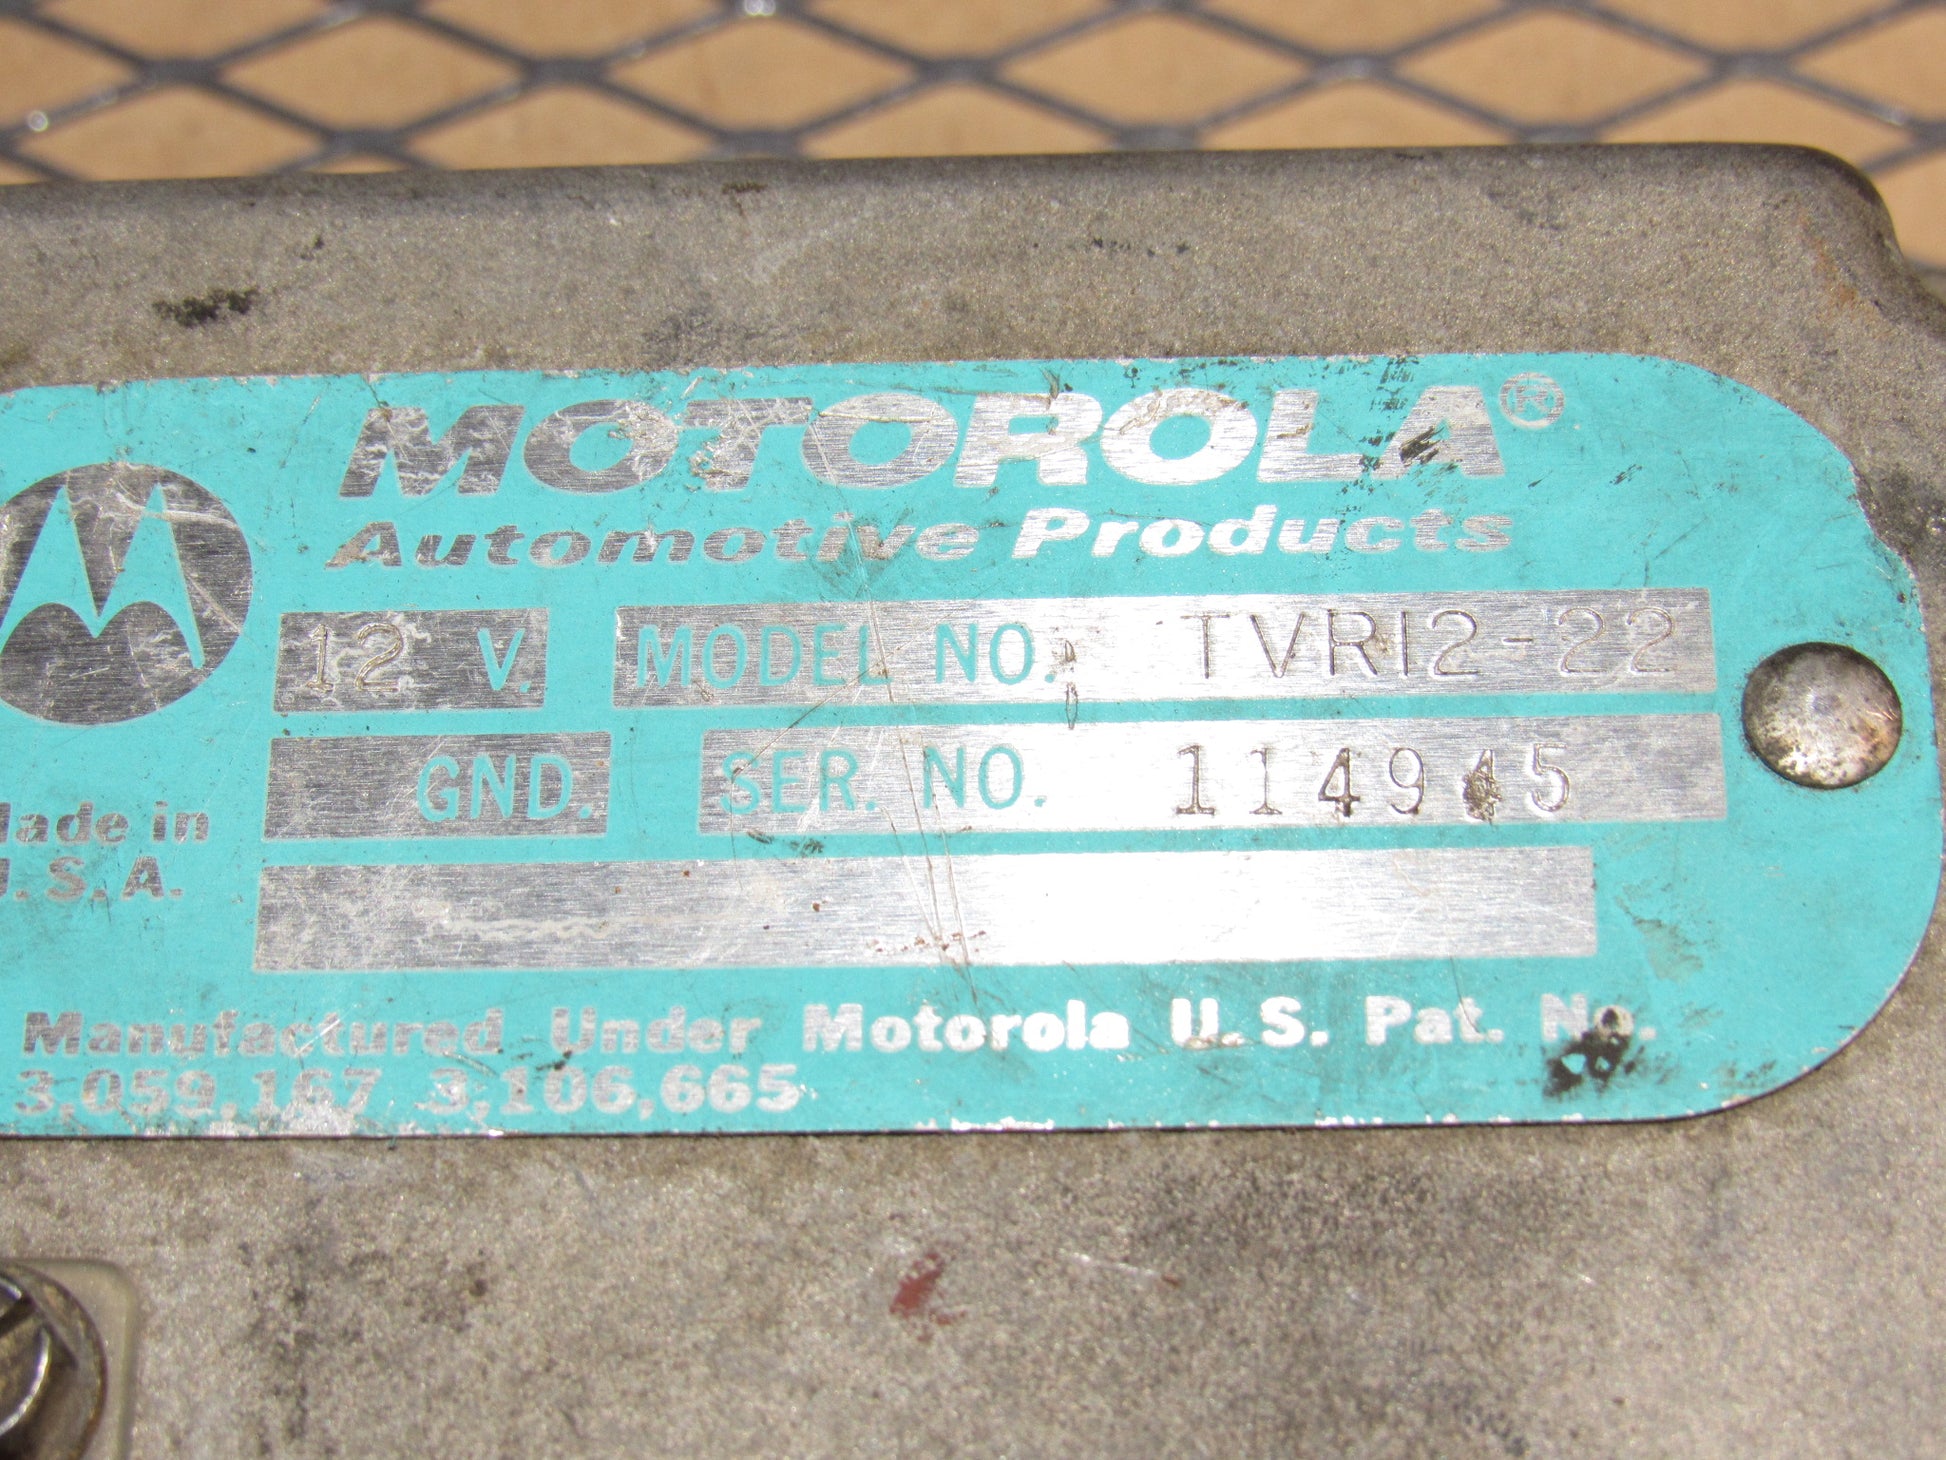 MOTOROLA®
Automotive Products
12 V. MODEL NO. TVR12-22
GND. SER. NO. 114945
Made in
U.S.A.
Manufactured Under Motorola U.S. Pat. No.
3,059,167 3,106,665